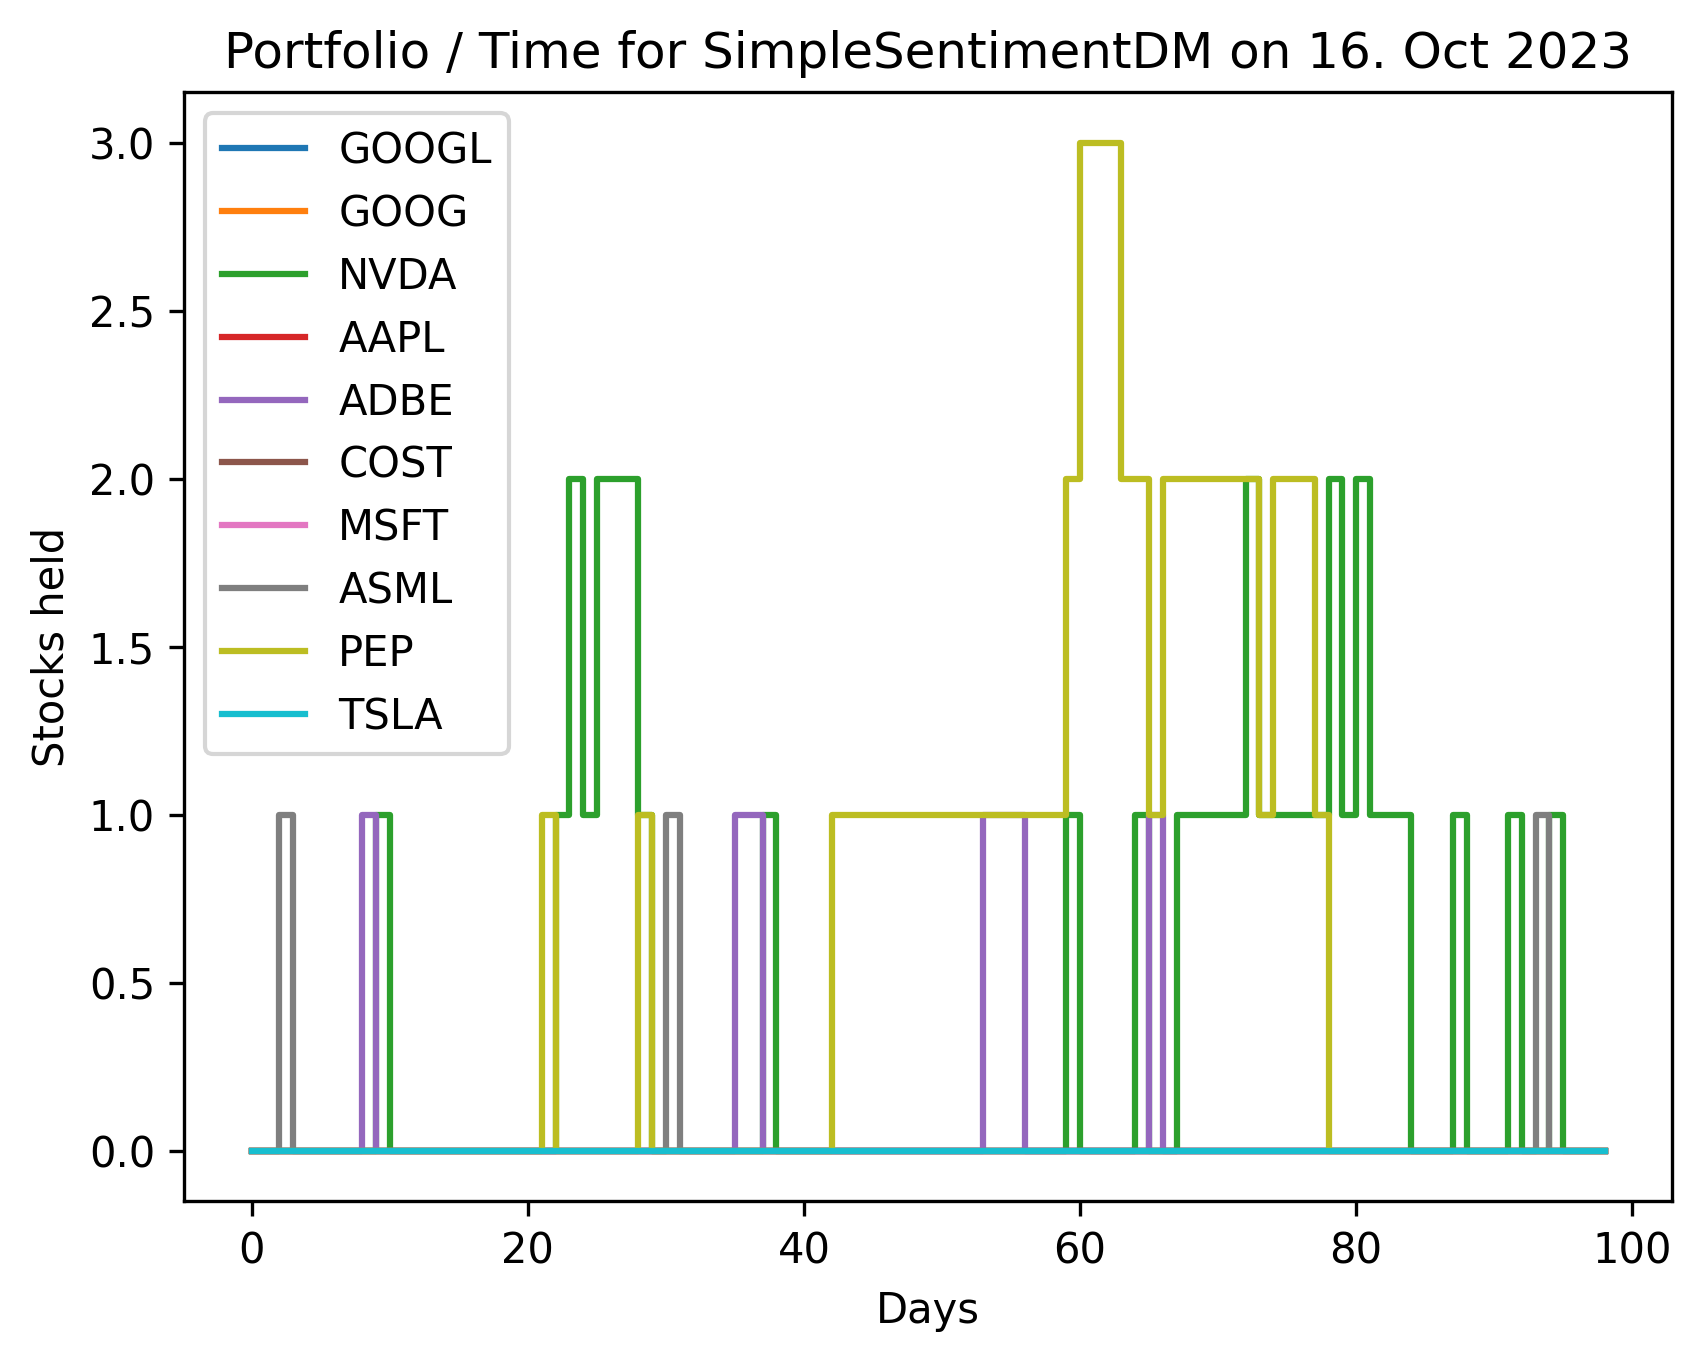 Portfolio / Time for SimpleSentimentDM on 16. Oct 2023
GOOGL
GOOG
NVDA
AAPL
ADBE
COST
MSFT
ASML
PEP
TSLA
3.0
2.5
2.0
1.5
1.0
0.5
0.0
Stocks held
0 20 40 60 80 100
Days